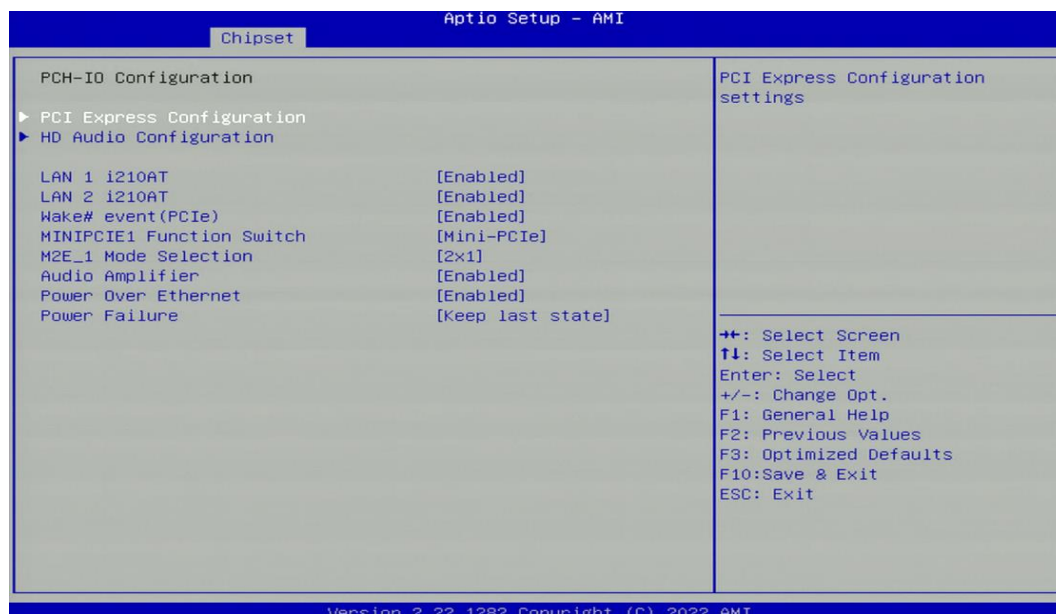 Aptio Setup – AMI
Chipset
PCH-IO Configuration
▶ PCI Express Configuration
▶ HD Audio Configuration
LAN 1 i210AT [Enabled]
LAN 2 i210AT [Enabled]
Wake# event(PCIe) [Enabled]
MINIPCIE1 Function Switch [Mini-PCIe]
M2E_1 Mode Selection [2x1]
Audio Amplifier [Enabled]
Power Over Ethernet [Enabled]
Power Failure [Keep last state]
PCI Express Configuration
settings
→←: Select Screen
↑↓: Select Item
Enter: Select
+/-: Change Opt.
F1: General Help
F2: Previous Values
F3: Optimized Defaults
F10:Save & Exit
ESC: Exit
Version 2.22.1282 Copyright (C) 2022 AMI